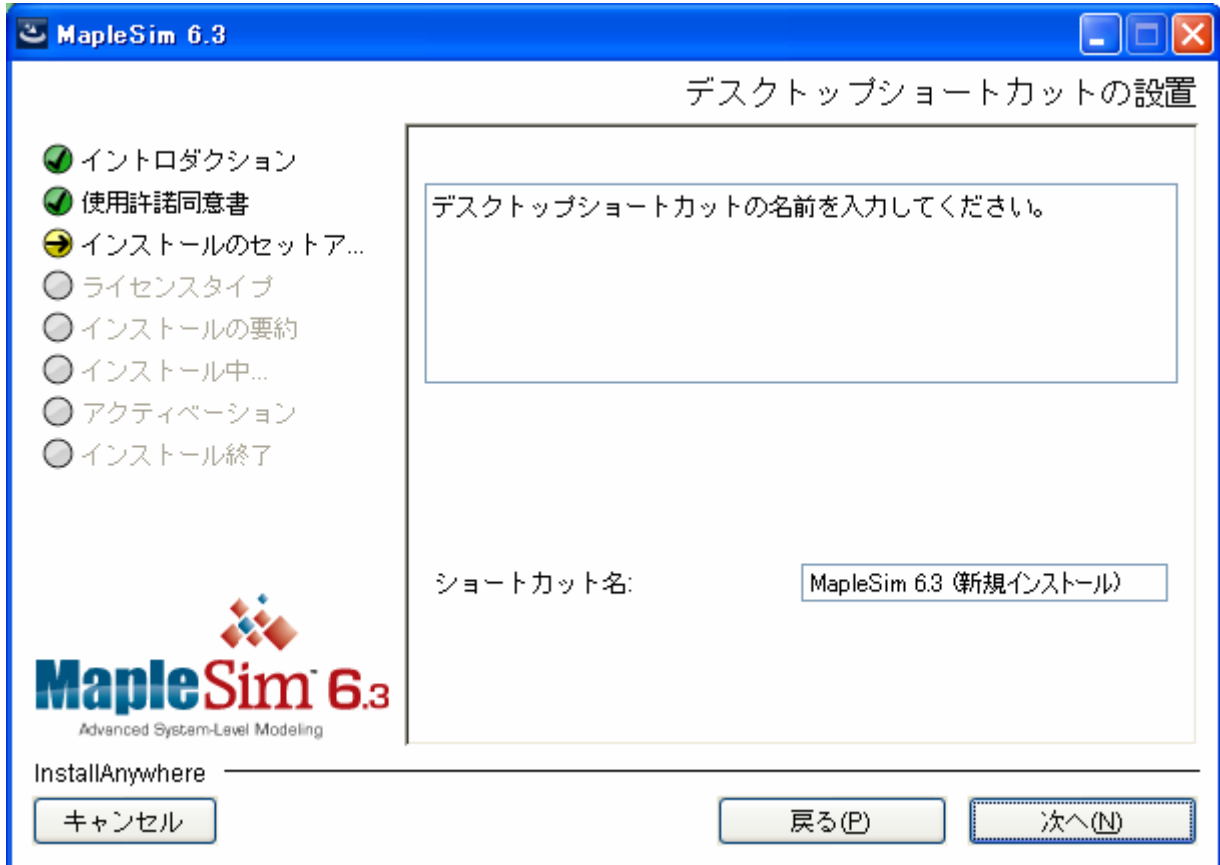 MapleSim 6.3
デスクトップショートカットの設置
イントロダクション
使用許諾同意書
インストールのセットア...
ライセンスタイプ
インストールの要約
インストール中...
アクティベーション
インストール終了
デスクトップショートカットの名前を入力してください。
ショートカット名:
MapleSim 6.3 (新規インストール)
MapleSim™ 6.3
Advanced System-Level Modeling
InstallAnywhere
キャンセル
戻る(P)
次へ(N)